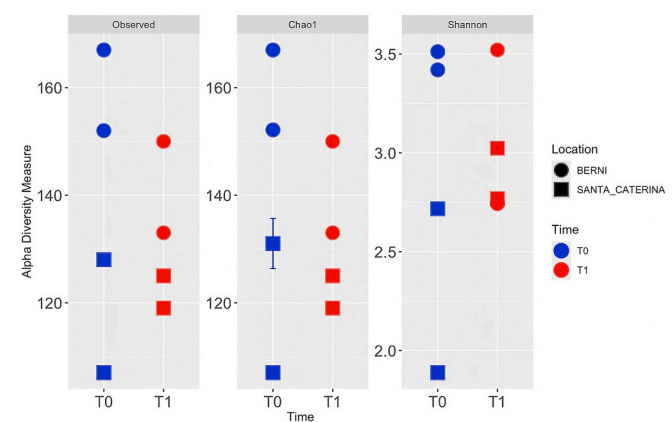 Observed
Chao1
Shannon
Alpha Diversity Measure
160
140
120
160
140
120
3.5
3.0
2.5
2.0
T0 T1
T0 T1
T0 T1
Time
Location
BERNI
SANTA_CATERINA
Time
T0
T1